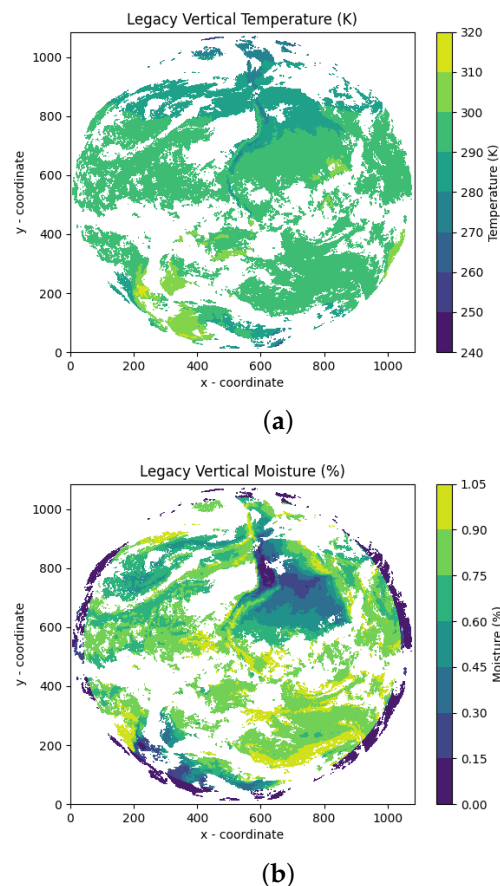 Legacy Vertical Temperature (K)
1000
800
600
400
200
0
y - coordinate
0 200 400 600 800 1000
x - coordinate
320
310
300
290
280
270
260
250
240
Temperature (K)
(a)
Legacy Vertical Moisture (%)
1000
800
600
400
200
0
y - coordinate
0 200 400 600 800 1000
x - coordinate
1.05
0.90
0.75
0.60
0.45
0.30
0.15
0.00
Moisture (%)
(b)